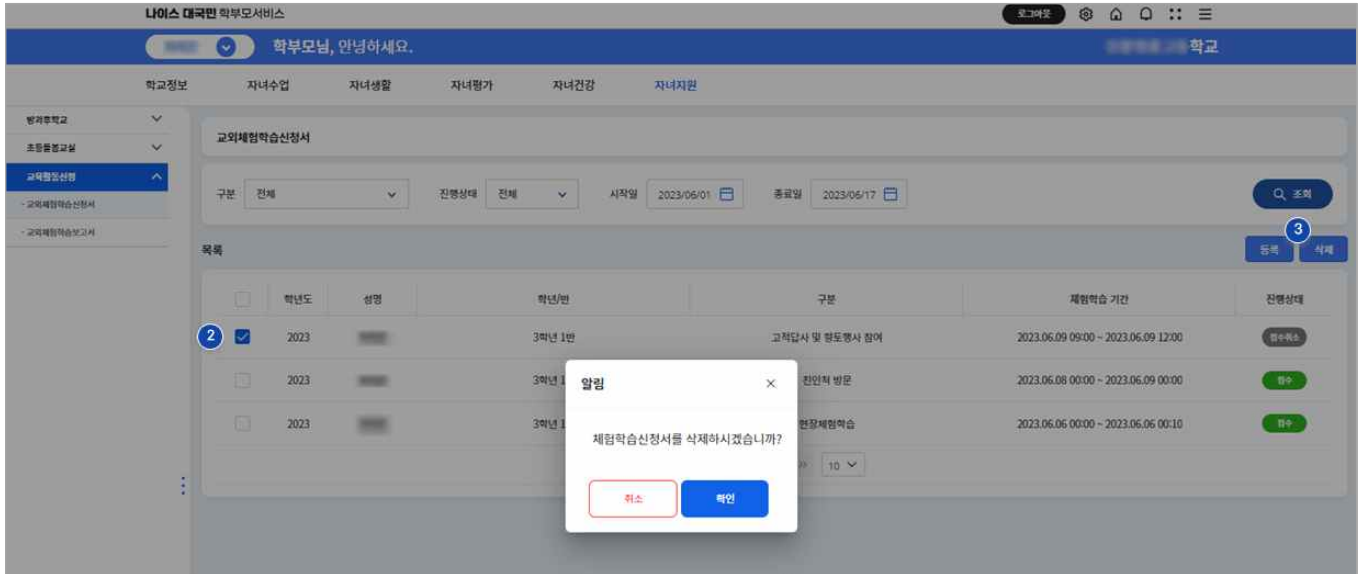 나이스 대국민 학부모서비스 로그아웃
학부모님, 안녕하세요. 학교
학교정보 자녀수업 자녀생활 자녀평가 자녀건강 자녀지원
방과후학교
초등돌봄교실
교육활동신청
- 교외체험학습신청서
- 교외체험학습보고서
교외체험학습신청서
구분 전체 진행상태 전체 시작일 2023/06/01 종료일 2023/06/17 조회
3
목록 등록 삭제
학년도 성명 학년/반 구분 체험학습 기간 진행상태
2 2023 3학년 1반 고적답사 및 향토행사 참여 2023.06.09 09:00 ~ 2023.06.09 12:00 접수취소
2023 3학년 1 친인척 방문 2023.06.08 00:00 ~ 2023.06.09 00:00 접수
2023 3학년 1 현장체험학습 2023.06.06 00:00 ~ 2023.06.06 00:10 접수
» 10
알림 ×
체험학습신청서를 삭제하시겠습니까?
취소 확인